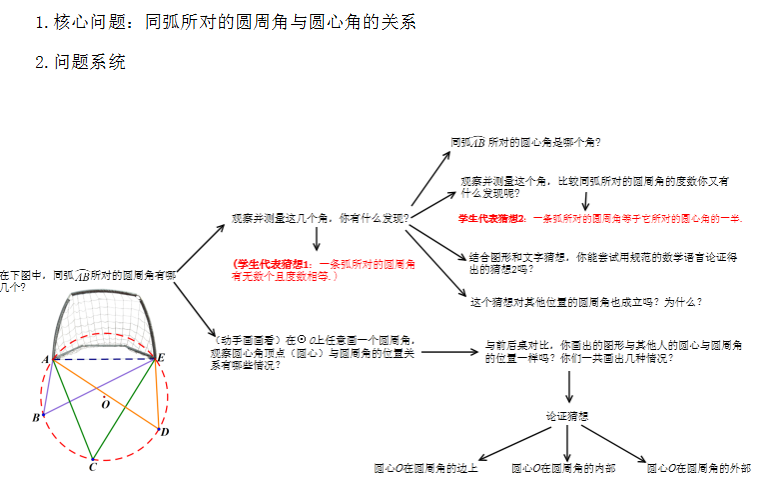 1.核心问题：同弧所对的圆周角与圆心角的关系
2.问题系统
同弧AB所对的圆心角是哪个角？
观察并测量这个角，比较同弧所对的圆周角的度数你又有
什么发现呢？
学生代表猜想2：一条弧所对的圆周角等于它所对的圆心角的一半.
观察并测量这几个角，你有什么发现？
（学生代表猜想1：一条弧所对的圆周角
有无数个且度数相等.）
结合图形和文字猜想，你能尝试用规范的数学语言论证得
出的猜想2吗？
这个猜想对其他位置的圆周角也成立吗？为什么？
在下图中，同弧AB所对的圆周角有哪
几个？
（动手画画看）在⊙O上任意画一个圆周角，
观察圆心角顶点（圆心）与圆周角的位置关
系有哪些情况？
与前后桌对比，你画出的图形与其他人的圆心与圆周角
的位置一样吗？你们一共画出几种情况？
论证猜想
圆心O在圆周角的边上
圆心O在圆周角的内部
圆心O在圆周角的外部
A
E
O
B
D
C